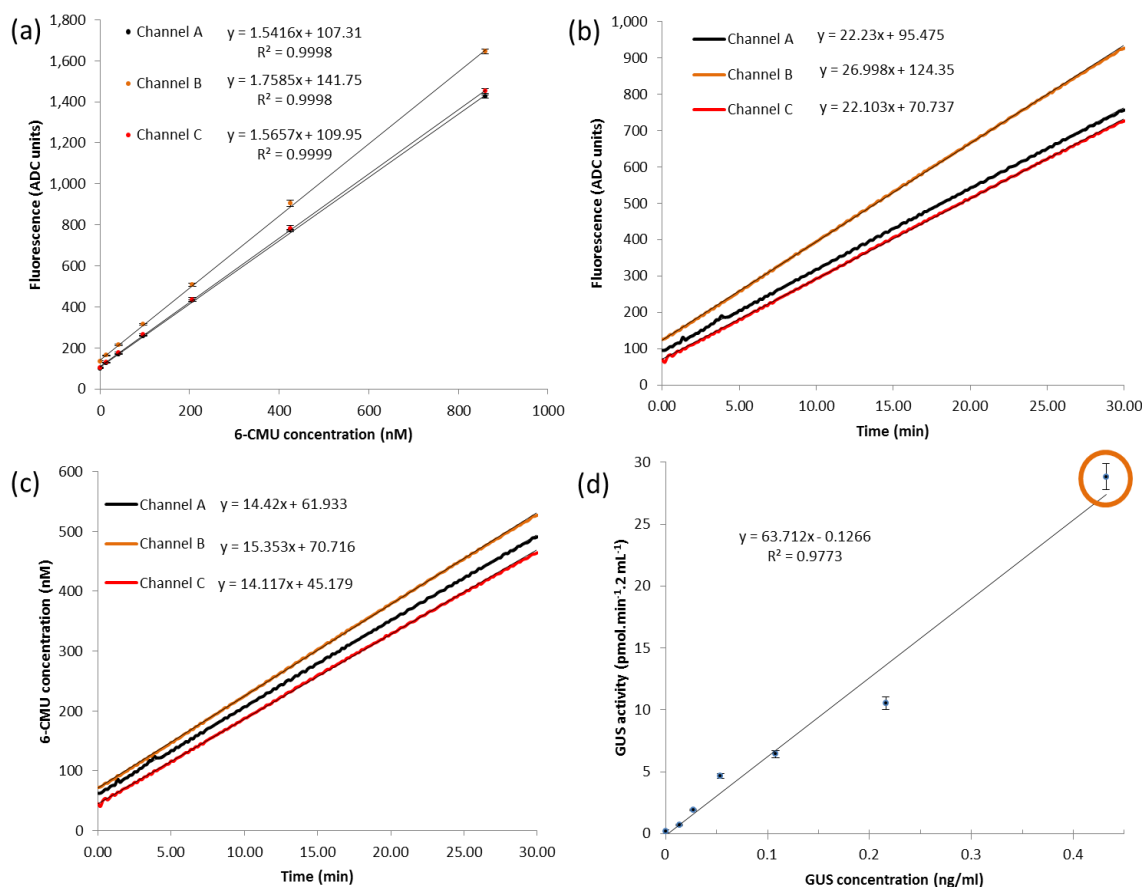 (a)
1,800
1,600
1,400
1,200
1,000
800
600
400
200
0
Fluorescence (ADC units)
Channel A y = 1.5416x + 107.31
R² = 0.9998
Channel B y = 1.7585x + 141.75
R² = 0.9998
Channel C y = 1.5657x + 109.95
R² = 0.9999
0 200 400 600 800 1000
6-CMU concentration (nM)
(b)
1,000
900
800
700
600
500
400
300
200
100
0
Fluorescence (ADC units)
Channel A y = 22.23x + 95.475
Channel B y = 26.998x + 124.35
Channel C y = 22.103x + 70.737
0.00 5.00 10.00 15.00 20.00 25.00 30.00
Time (min)
(c)
600
500
400
300
200
100
0
6-CMU concentration (nM)
Channel A y = 14.42x + 61.933
Channel B y = 15.353x + 70.716
Channel C y = 14.117x + 45.179
0.00 5.00 10.00 15.00 20.00 25.00 30.00
Time (min)
(d)
30
25
20
15
10
5
0
GUS activity (pmol.min⁻¹.2 mL⁻¹)
y = 63.712x - 0.1266
R² = 0.9773
0 0.1 0.2 0.3 0.4
GUS concentration (ng/ml)